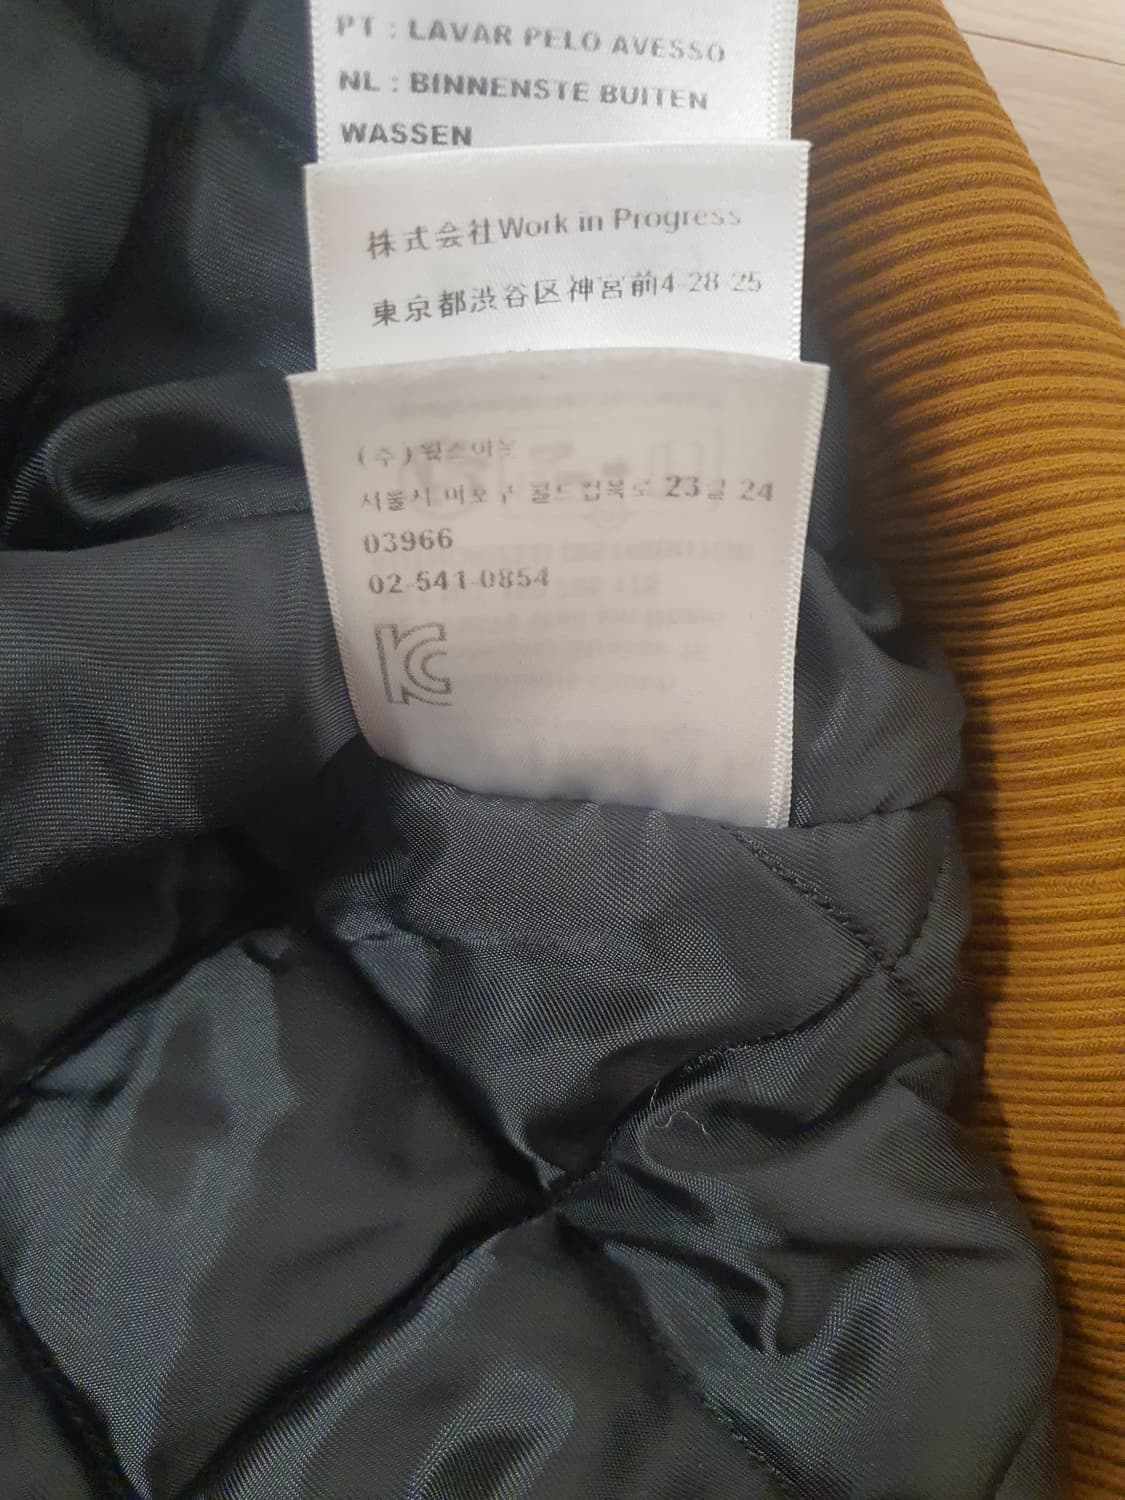 PT : LAVAR PELO AVESSO
NL : BINNENSTE BUITEN
WASSEN
株式会社Work in Progress
東京都渋谷区神宮前4-28-25
(수) 웍스아웃
서울시 마포구 월드컵북로 23길 24
03966
02-541-0854
KC